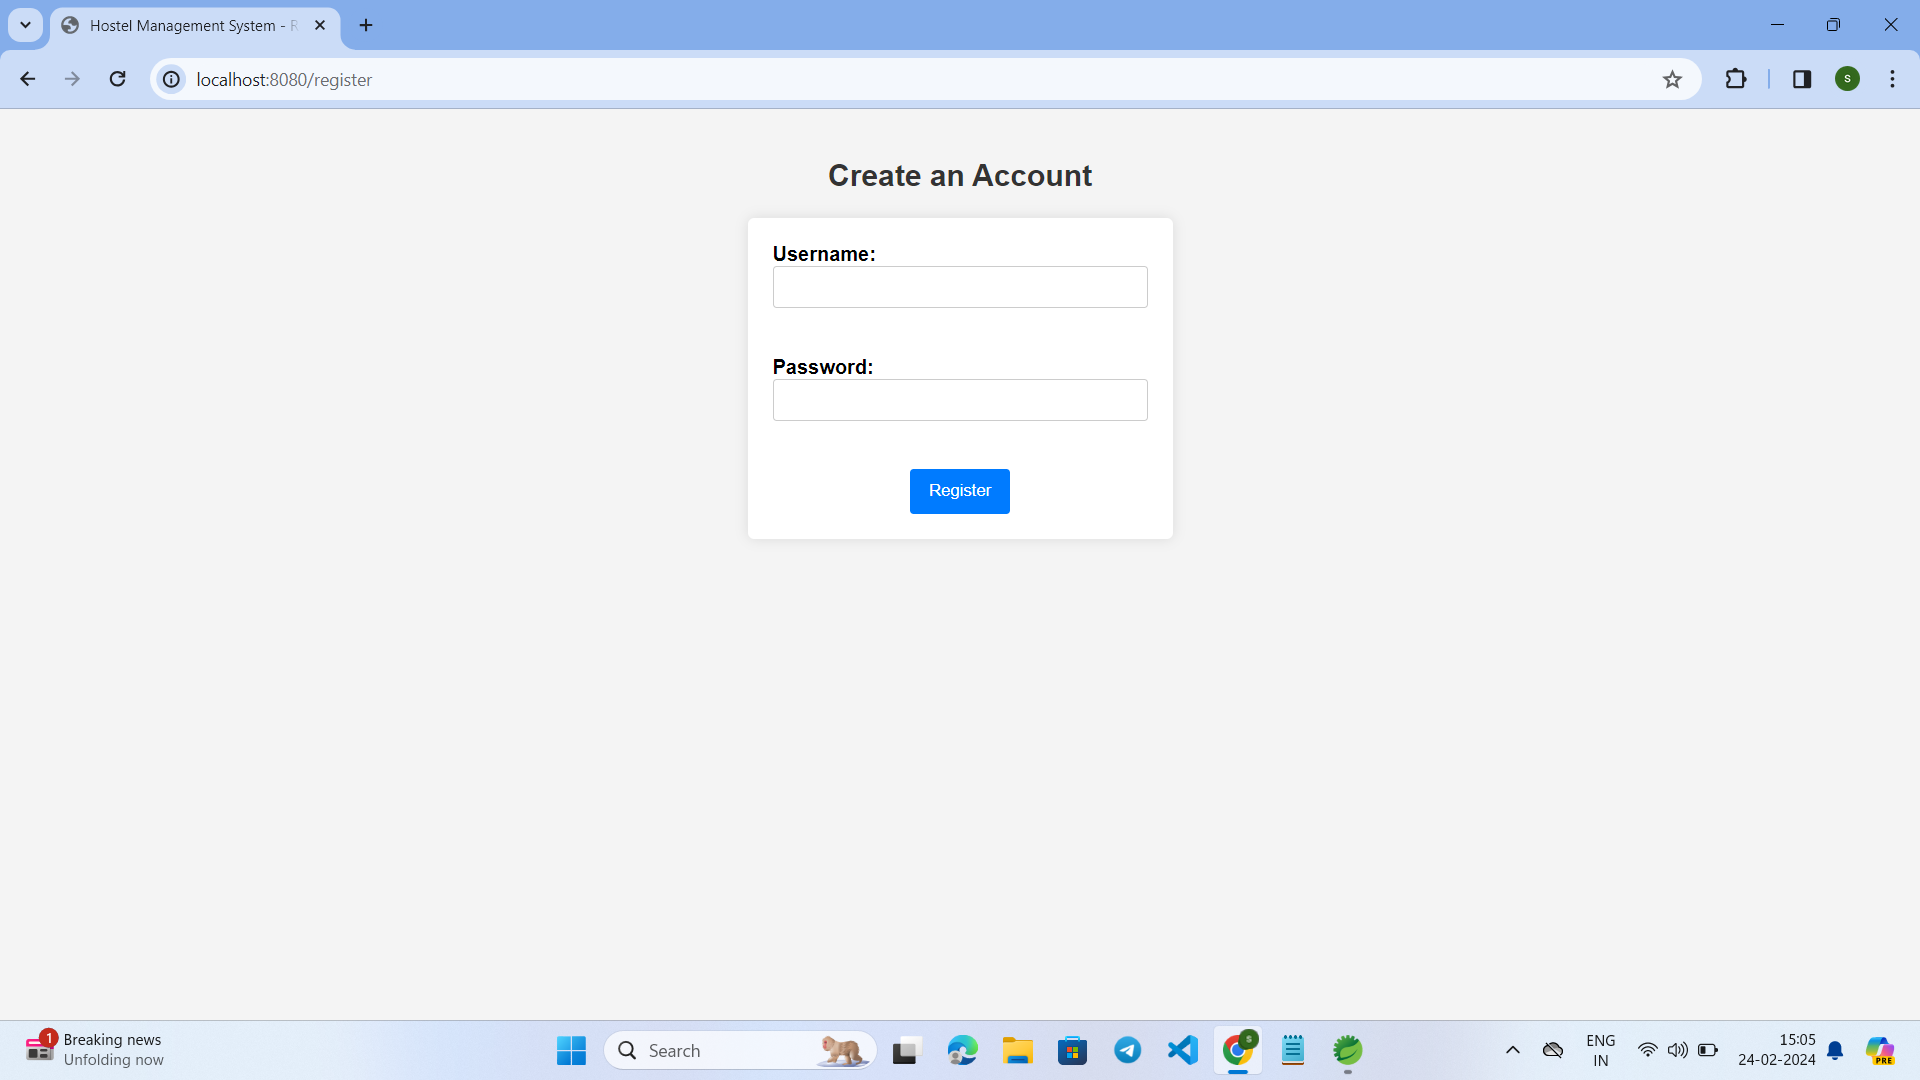 Hostel Management System - R
localhost:8080/register
S
Create an Account
Username:
Password:
Register
1
Breaking news
Unfolding now
Search
S
ENG
IN
15:05
24-02-2024
PRE